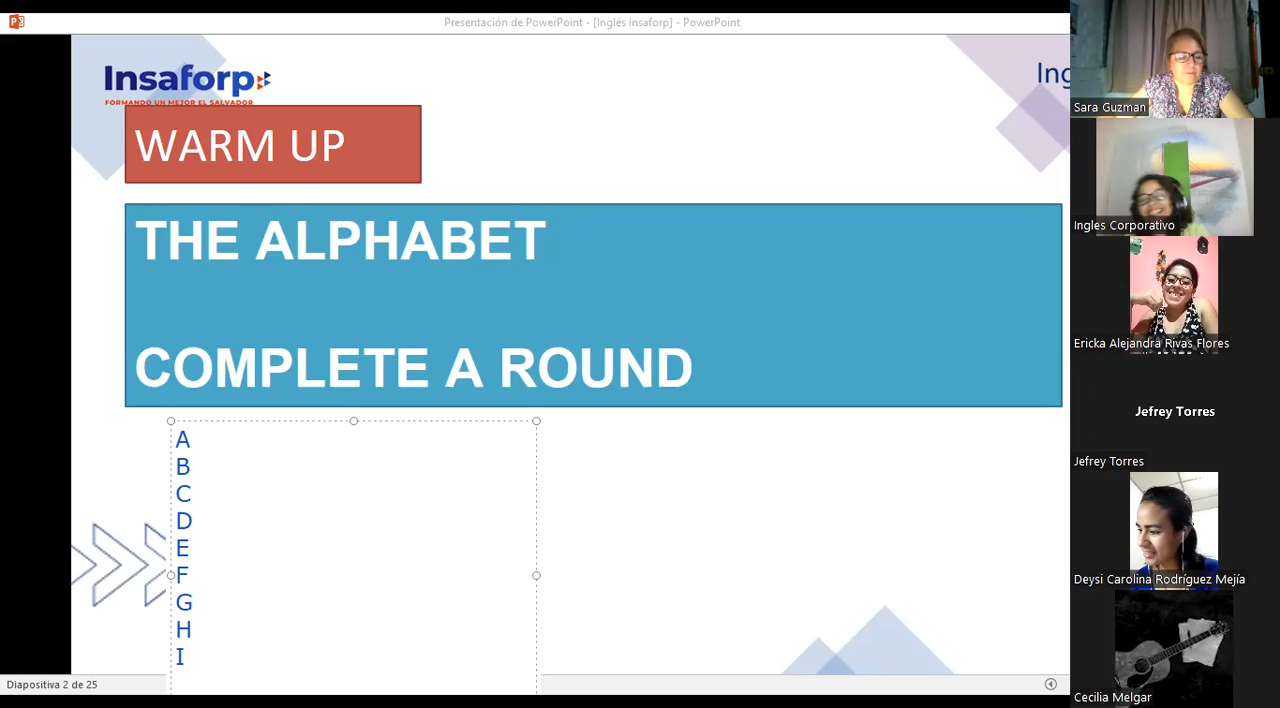 Presentación de PowerPoint - [Inglés Insaforp] - PowerPoint
Insaforp
FORMANDO UN MEJOR EL SALVADOR
Ing
WARM UP
THE ALPHABET
COMPLETE A ROUND
A
B
C
D
E
F
G
H
I
Diapositiva 2 de 25
Sara Guzman
Ingles Corporativo
Ericka Alejandra Rivas Flores
Jefrey Torres
Jefrey Torres
Deysi Carolina Rodríguez Mejía
Cecilia Melgar